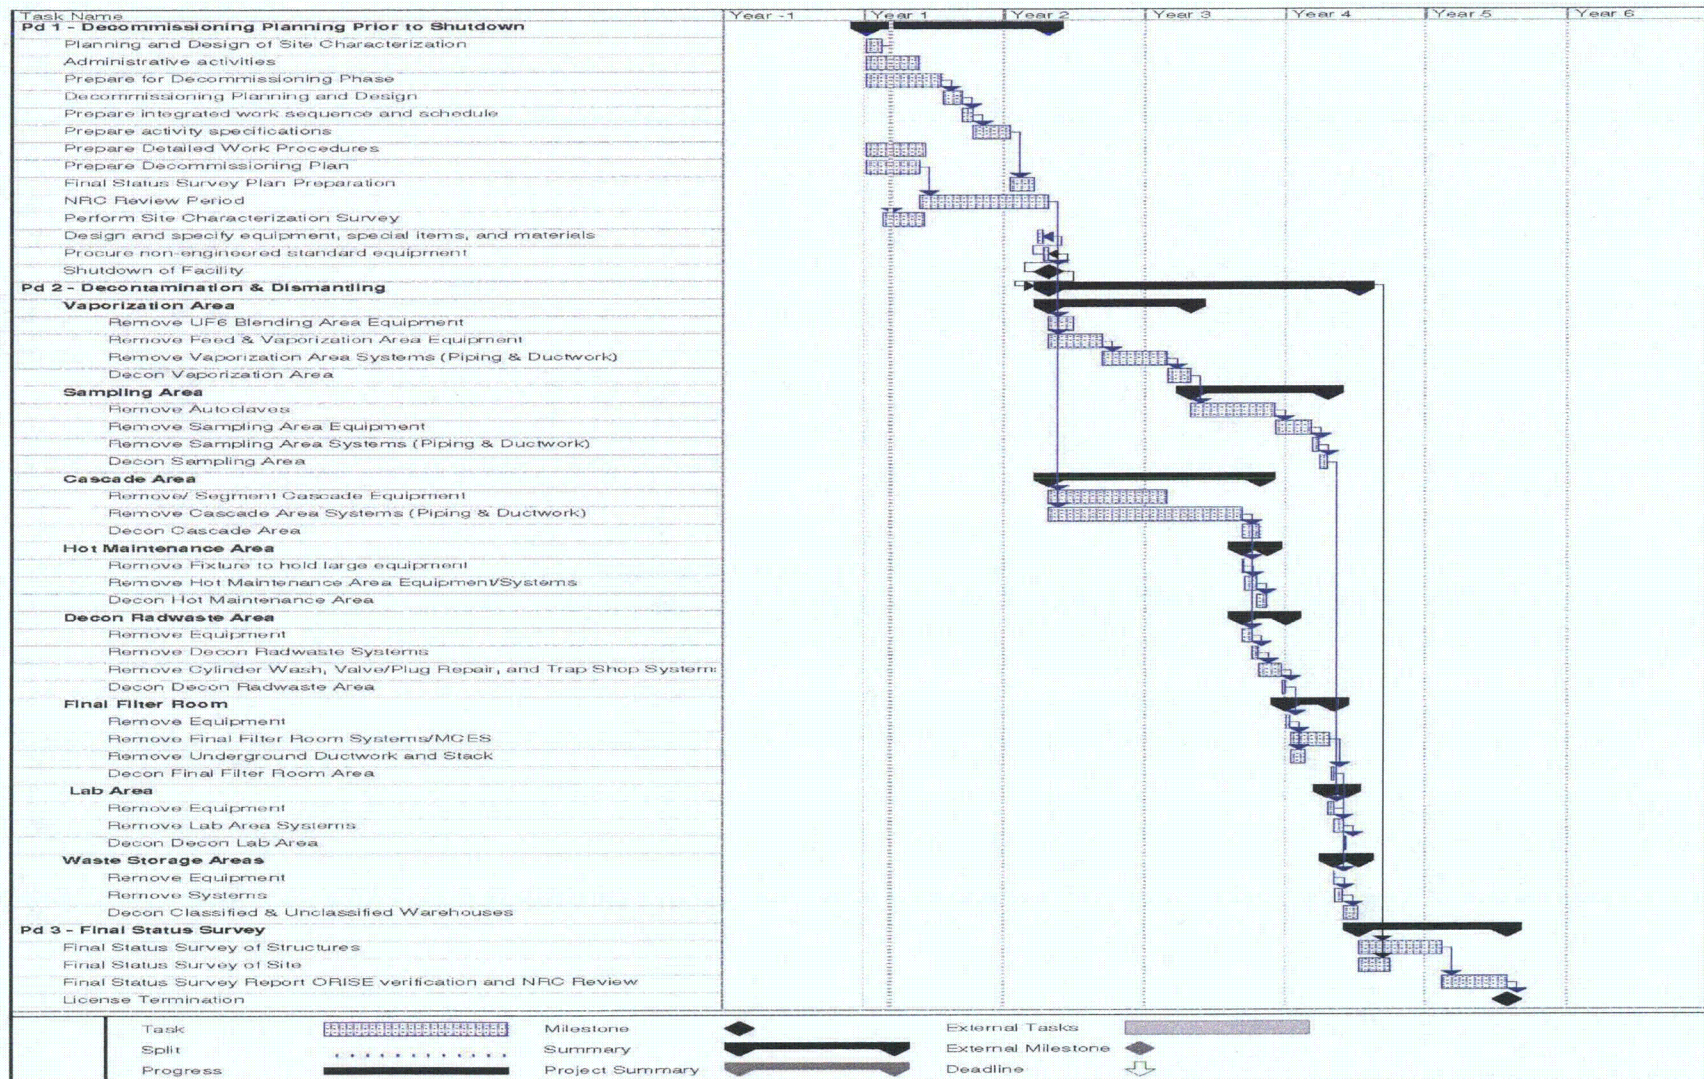 Task Name Year -1 Year 1 Year 2 Year 3 Year 4 Year 5 Year 6
Pd 1 - Decommissioning Planning Prior to Shutdown
Planning and Design of Site Characterization
Administrative activities
Prepare for Decommissioning Phase
Decommissioning Planning and Design
Prepare integrated work sequence and schedule
Prepare activity specifications
Prepare Detailed Work Procedures
Prepare Decommissioning Plan
Final Status Survey Plan Preparation
NRC Review Period
Perform Site Characterization Survey
Design and specify equipment, special items, and materials
Procure non-engineered standard equipment
Shutdown of Facility
Pd 2 - Decontamination & Dismantling
Vaporization Area
Remove UF6 Blending Area Equipment
Remove Feed & Vaporization Area Equipment
Remove Vaporization Area Systems (Piping & Ductwork)
Decon Vaporization Area
Sampling Area
Remove Autoclaves
Remove Sampling Area Equipment
Remove Sampling Area Systems (Piping & Ductwork)
Decon Sampling Area
Cascade Area
Remove/ Segment Cascade Equipment
Remove Cascade Area Systems (Piping & Ductwork)
Decon Cascade Area
Hot Maintenance Area
Remove Fixture to hold large equipment
Remove Hot Maintenance Area Equipment/Systems
Decon Hot Maintenance Area
Decon Radwaste Area
Remove Equipment
Remove Decon Radwaste Systems
Remove Cylinder Wash, Valve/Plug Repair, and Trap Shop System
Decon Decon Radwaste Area
Final Filter Room
Remove Equipment
Remove Final Filter Room Systems/MCES
Remove Underground Ductwork and Stack
Decon Final Filter Room Area
Lab Area
Remove Equipment
Remove Lab Area Systems
Decon Decon Lab Area
Waste Storage Areas
Remove Equipment
Remove Systems
Decon Classified & Unclassified Warehouses
Pd 3 - Final Status Survey
Final Status Survey of Structures
Final Status Survey of Site
Final Status Survey Report ORISE verification and NRC Review
License Termination
Task Milestone External Tasks
Split Summary External Milestone
Progress Project Summary Deadline